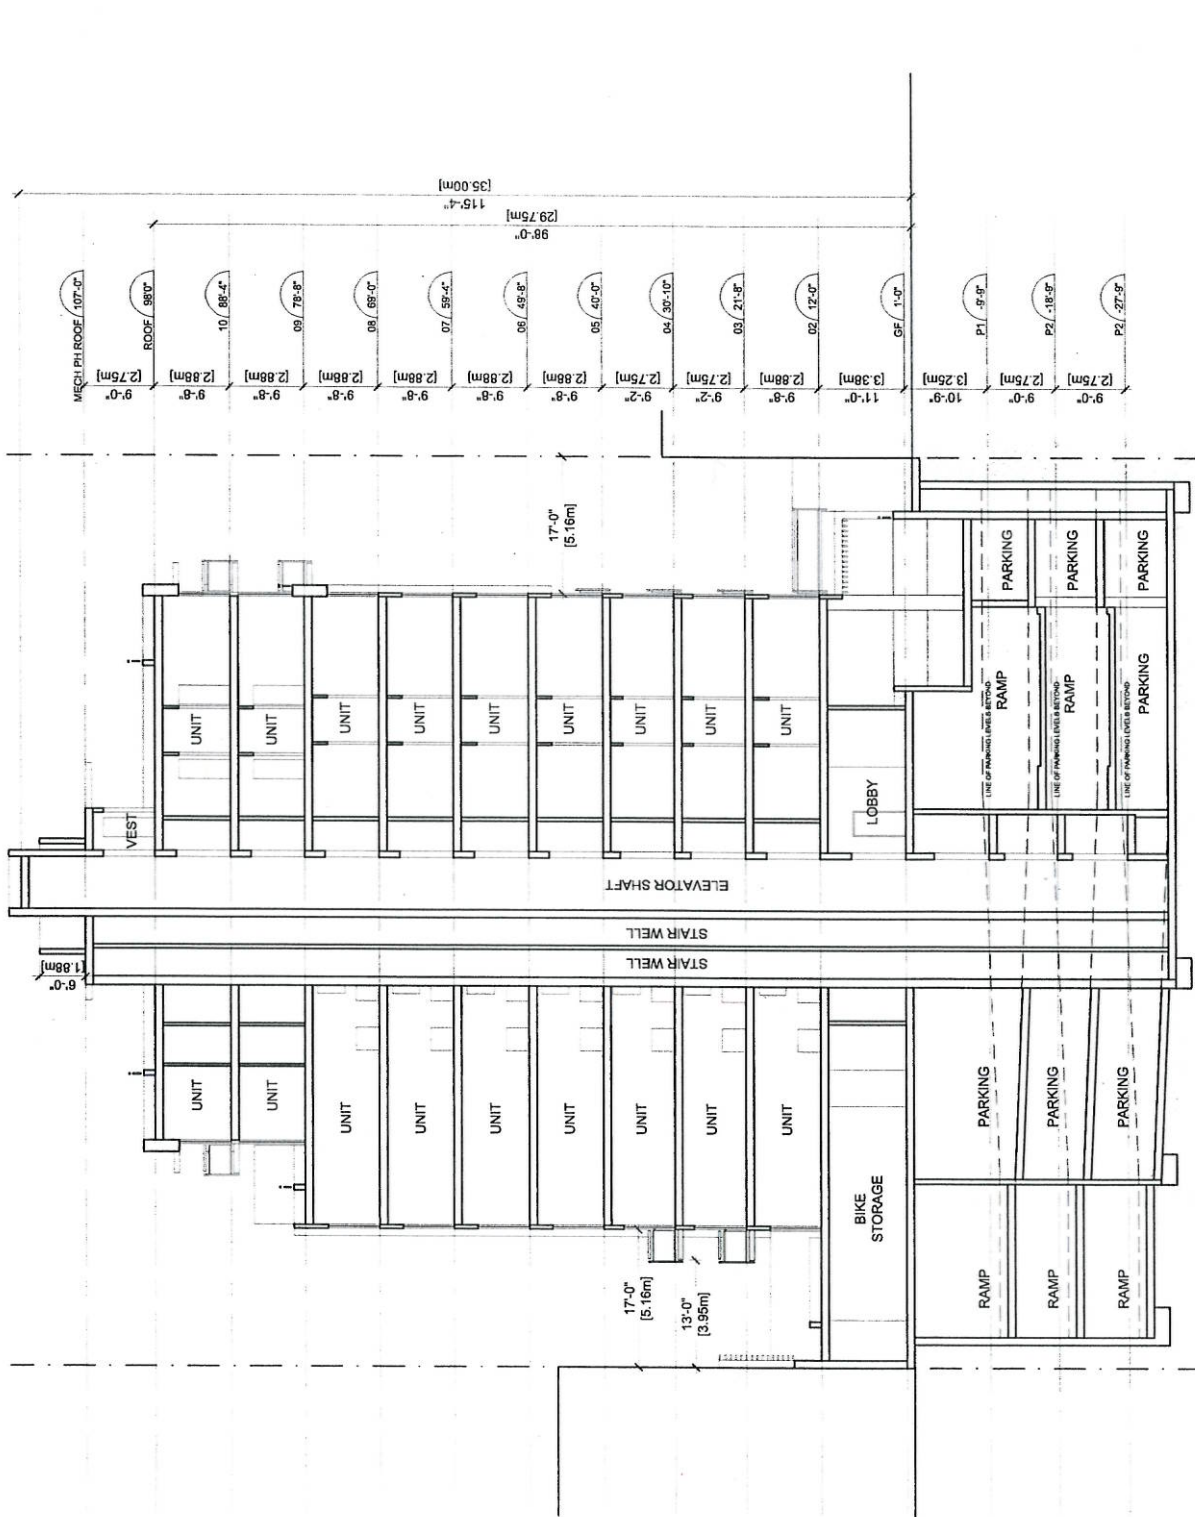 [35.00m]
115'-4"
[29.75m]
98'-0"
MECH PH ROOF 107'-0"
ROOF 98'0"
10 88'-4"
09 78'-8"
08 69'-0"
07 59'-4"
06 49'-8"
05 40'-0"
04 30'-10"
03 21'-8"
02 12'-0"
GF 1'-0"
P1 -9'-9"
P2 -18'-9"
P2 -27'-9"
[2.75m]
9'-0"
[2.88m]
9'-8"
[2.88m]
9'-8"
[2.88m]
9'-8"
[2.88m]
9'-8"
[2.88m]
9'-8"
[2.88m]
9'-8"
[2.75m]
9'-2"
[2.75m]
9'-2"
[2.88m]
9'-8"
[3.38m]
11'-0"
[3.25m]
10'-9"
[2.75m]
9'-0"
[2.75m]
9'-0"
17'-0"
[5.16m]
VEST
UNIT
UNIT
UNIT
UNIT
UNIT
UNIT
UNIT
UNIT
UNIT
LOBBY
PARKING
PARKING
PARKING
LINE OF PARKING LEVELS BEYOND
RAMP
LINE OF PARKING LEVELS BEYOND
RAMP
LINE OF PARKING LEVELS BEYOND
PARKING
ELEVATOR SHAFT
STAIR WELL
STAIR WELL
[1.88m]
6'-0"
UNIT
UNIT
UNIT
UNIT
UNIT
UNIT
UNIT
UNIT
UNIT
BIKE
STORAGE
PARKING
PARKING
PARKING
RAMP
RAMP
RAMP
17'-0"
[5.16m]
13'-0"
[3.95m]